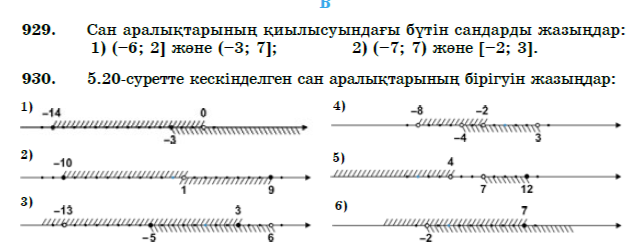 B
929. Сан аралықтарының қиылысуындағы бүтін сандарды жазыңдар:
1) (−6; 2] және (−3; 7]; 2) (−7; 7) және [−2; 3].
930. 5.20-суретте кескінделген сан аралықтарының бірігуін жазыңдар:
1) −14 0
−3
2) −10
1 9
3) −13 3
−5 6
4) −8 −2
−4 3
5) 4
7 12
6) 7
−2